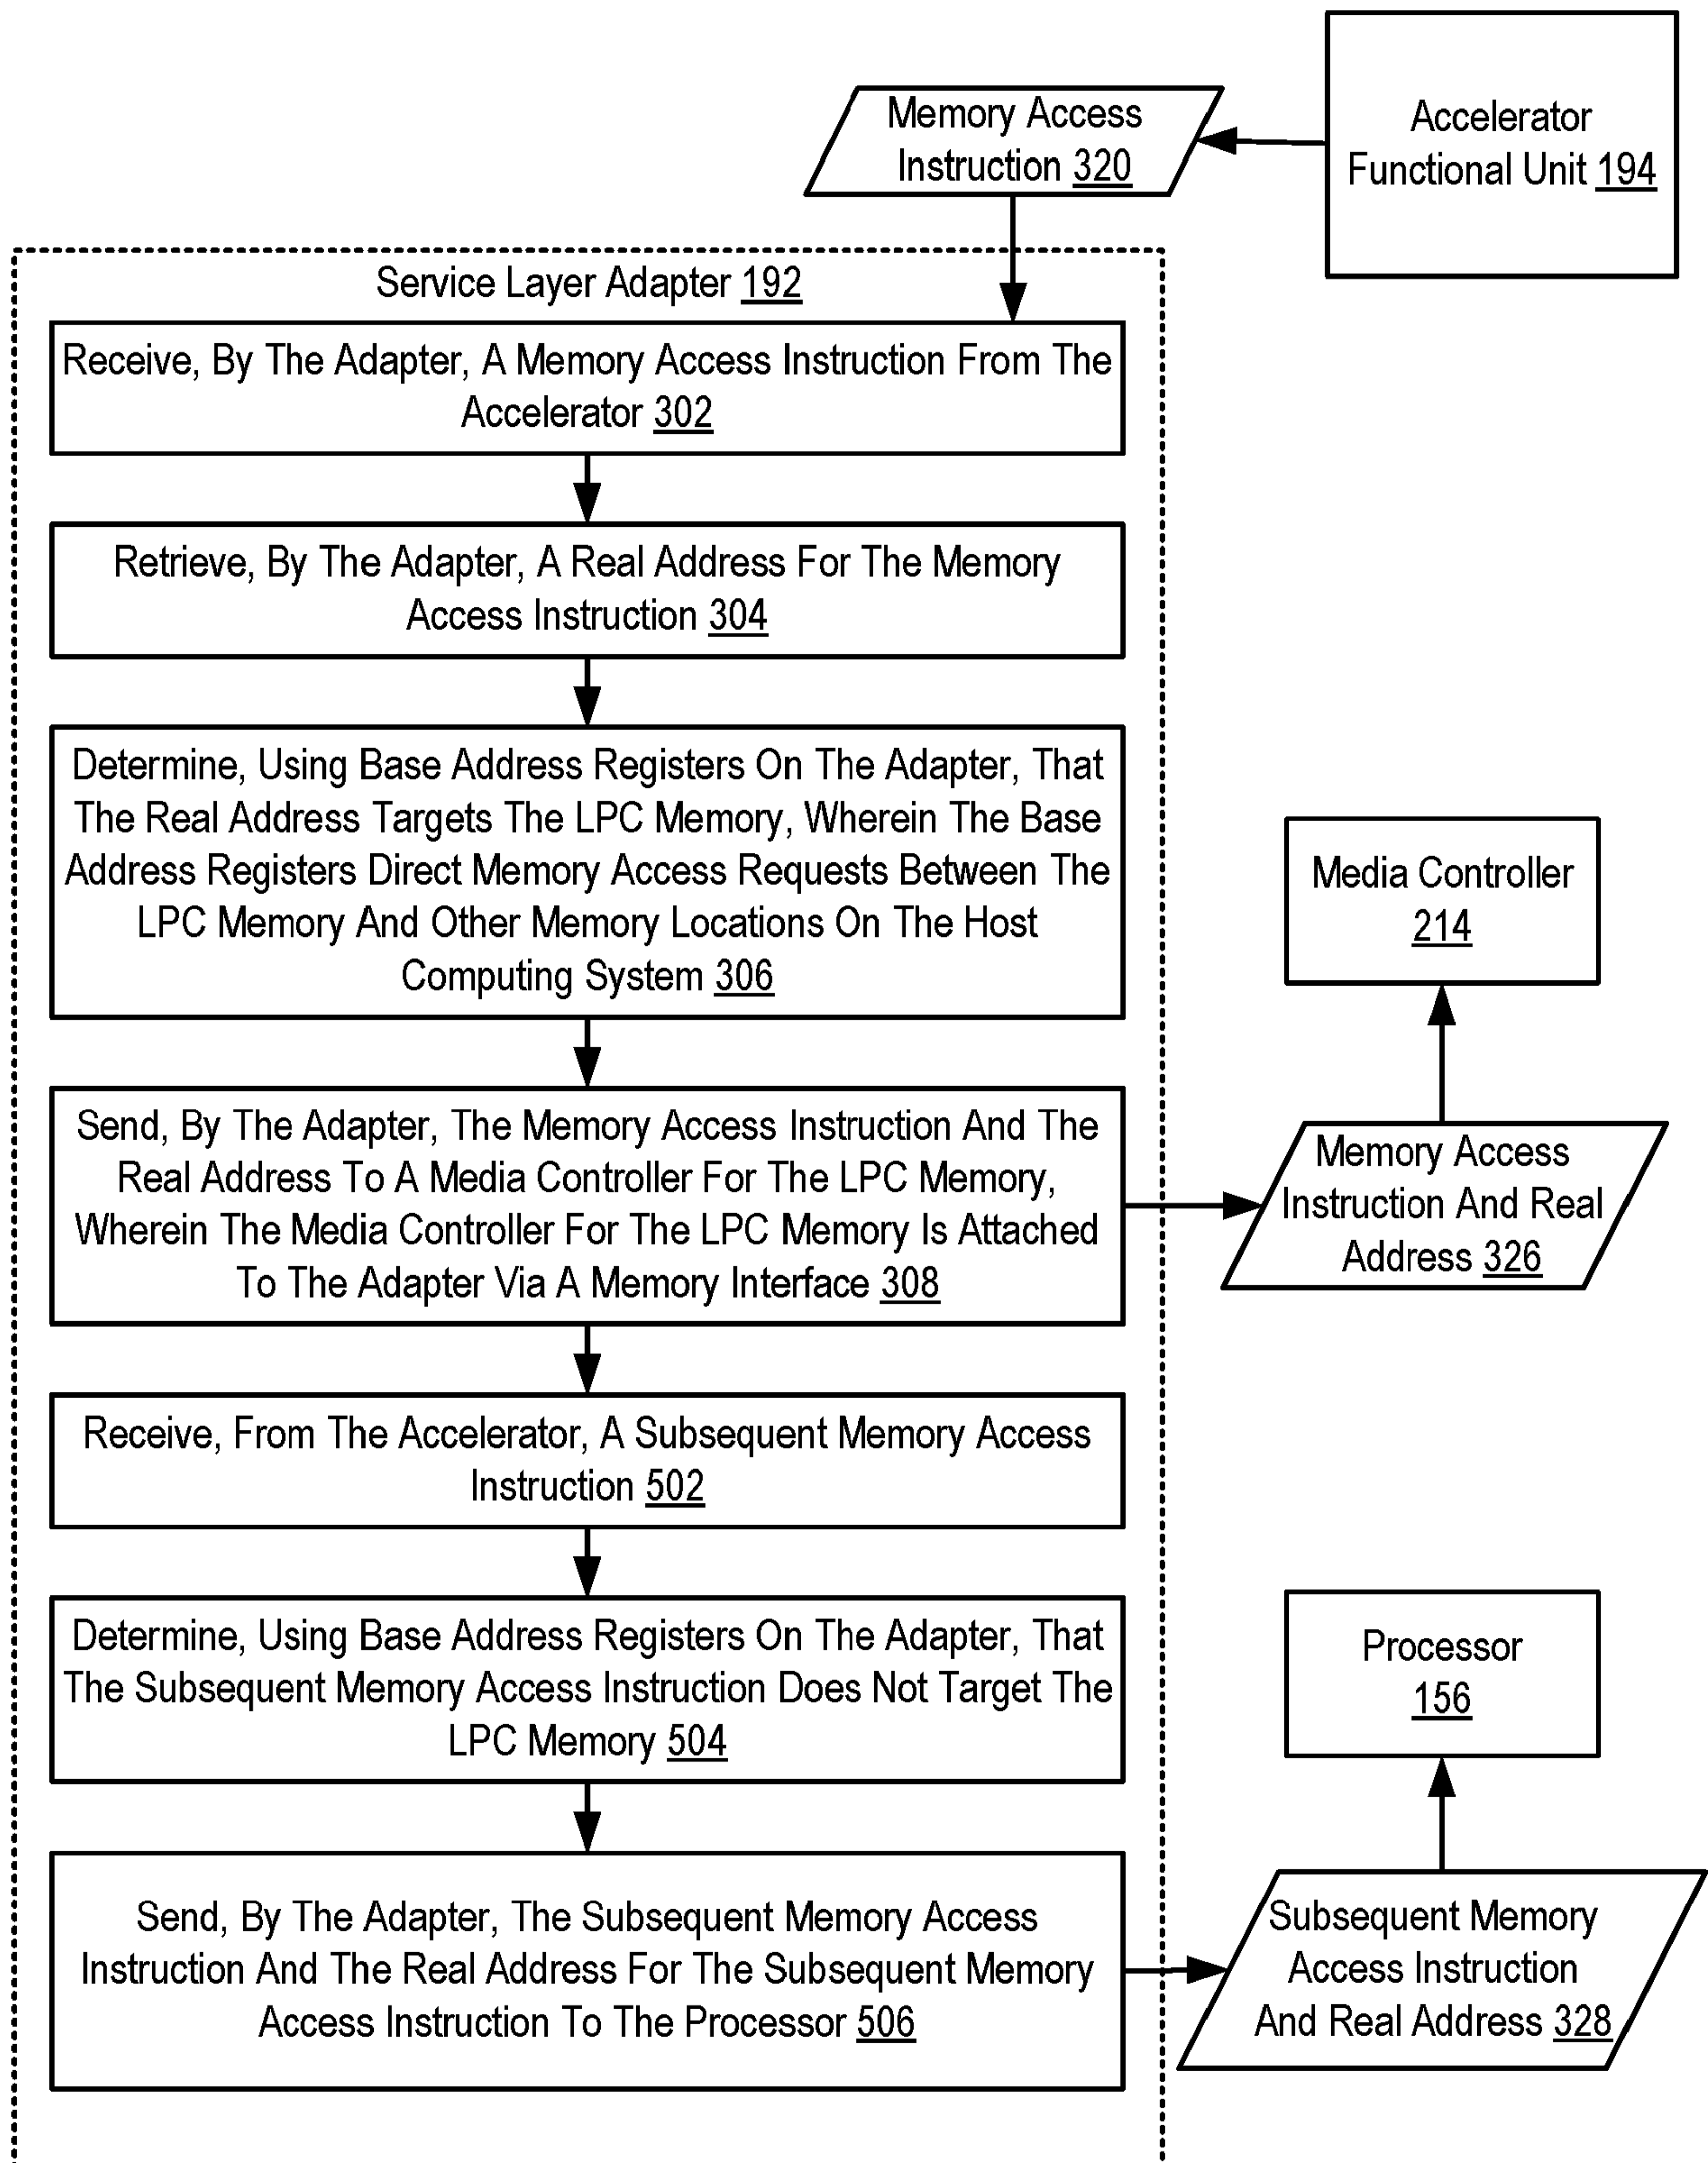 Memory Access
Instruction 320
Accelerator
Functional Unit 194
Service Layer Adapter 192
Receive, By The Adapter, A Memory Access Instruction From The
Accelerator 302
Retrieve, By The Adapter, A Real Address For The Memory
Access Instruction 304
Determine, Using Base Address Registers On The Adapter, That
The Real Address Targets The LPC Memory, Wherein The Base
Address Registers Direct Memory Access Requests Between The
LPC Memory And Other Memory Locations On The Host
Computing System 306
Media Controller
214
Send, By The Adapter, The Memory Access Instruction And The
Real Address To A Media Controller For The LPC Memory,
Wherein The Media Controller For The LPC Memory Is Attached
To The Adapter Via A Memory Interface 308
Memory Access
Instruction And Real
Address 326
Receive, From The Accelerator, A Subsequent Memory Access
Instruction 502
Determine, Using Base Address Registers On The Adapter, That
The Subsequent Memory Access Instruction Does Not Target The
LPC Memory 504
Processor
156
Send, By The Adapter, The Subsequent Memory Access
Instruction And The Real Address For The Subsequent Memory
Access Instruction To The Processor 506
Subsequent Memory
Access Instruction
And Real Address 328